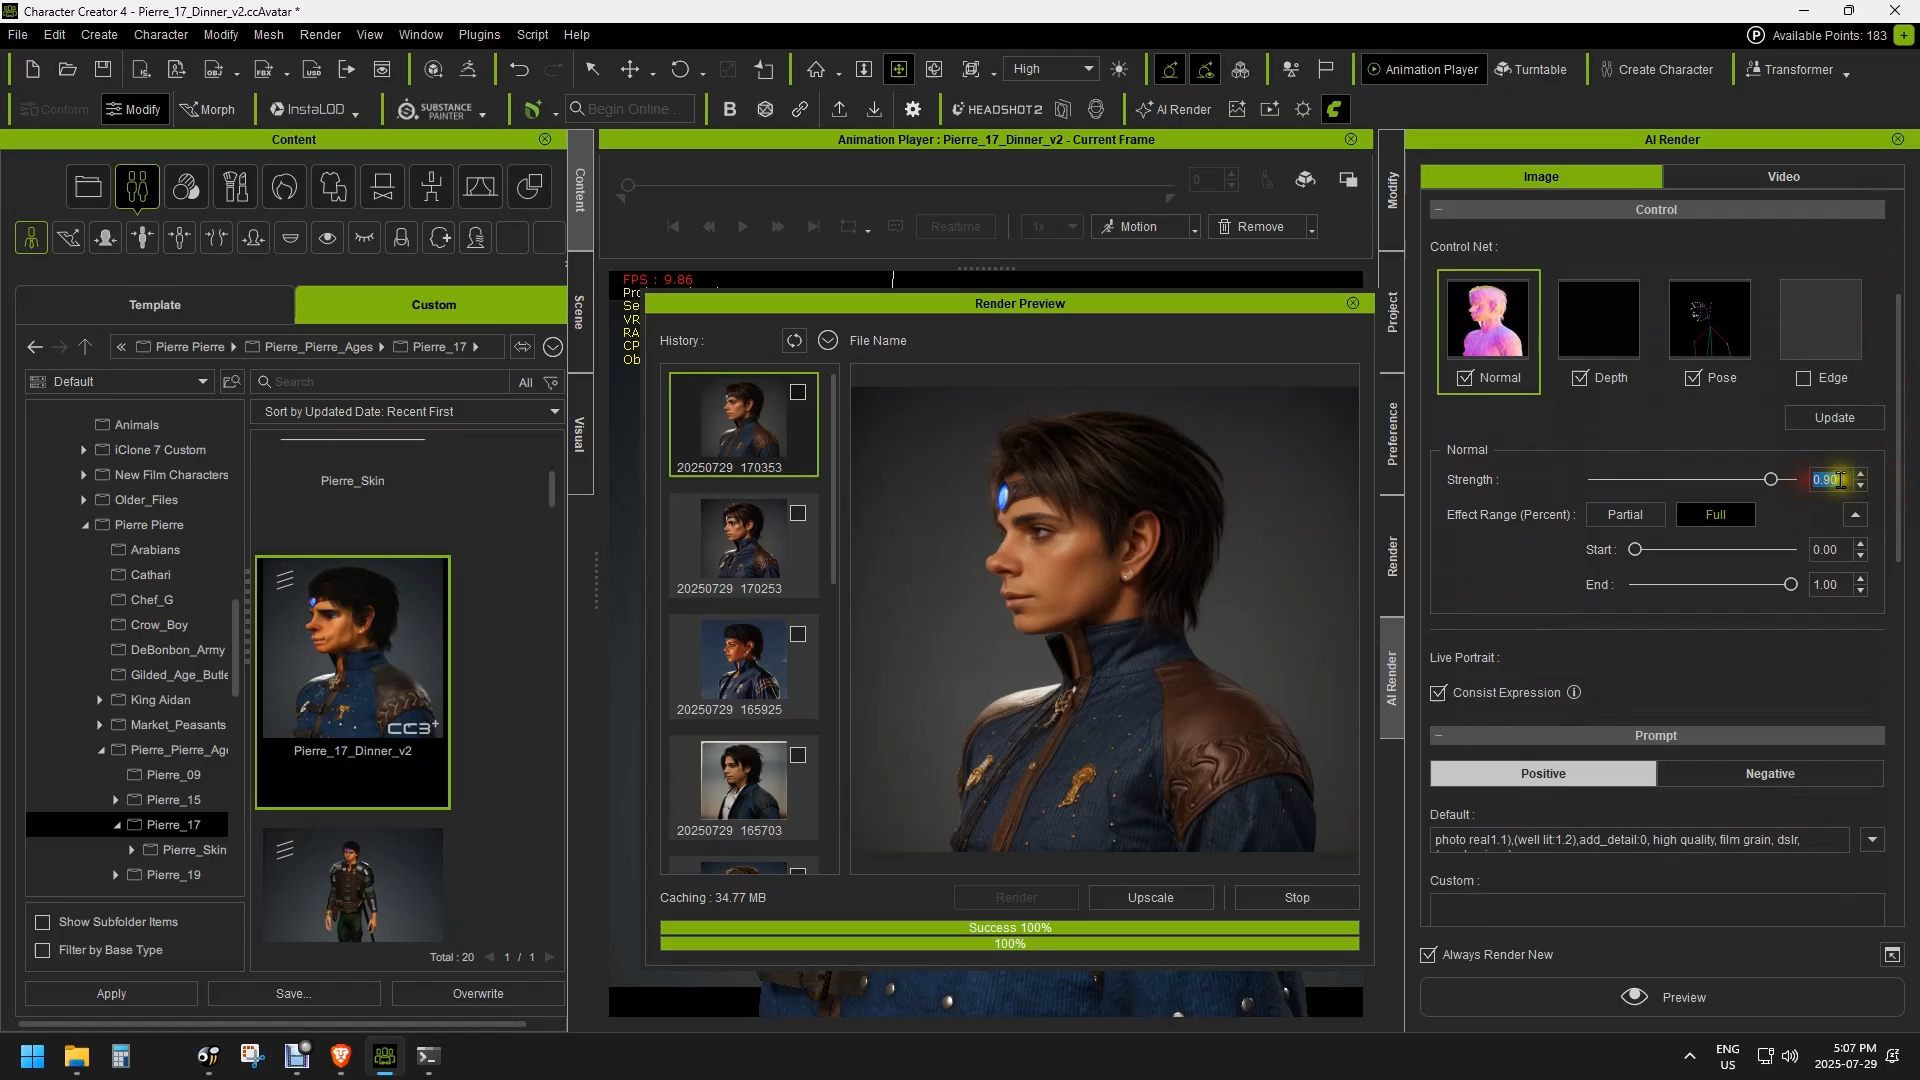 Character Creator 4 - Pierre_17_Dinner_v2.ccAvatar *
File Edit Create Character Modify Mesh Render View Window Plugins Script Help
Available Points: 183
High
Animation Player
Turntable
Create Character
Transformer
Conform
Modify
Morph
InstaLOD
SUBSTANCE PAINTER
Begin Online ...
HEADSHOT2
AI Render
Content
Animation Player : Pierre_17_Dinner_v2 - Current Frame
AI Render
Content
Scene
Visual
Template
Custom
« Pierre Pierre Pierre_Pierre_Ages Pierre_17
Default
Search
All
Sort by Updated Date: Recent First
Animals
iClone 7 Custom
New Film Characters
Older_Files
Pierre Pierre
Arabians
Cathari
Chef_G
Crow_Boy
DeBonbon_Army
Gilded_Age_Butle
King Aidan
Market_Peasants
Pierre_Pierre_Age
Pierre_09
Pierre_15
Pierre_17
Pierre_Skin
Pierre_19
Pierre_Skin
CC3+
Pierre_17_Dinner_v2
Show Subfolder Items
Filter by Base Type
Total : 20 1 / 1
Apply
Save...
Overwrite
0
Realtime
1x
Motion
Remove
FPS : 9.86
Pro
Se
VR
RA
CP
Ob
Render Preview
History :
File Name
20250729 170353
20250729 170253
20250729 165925
20250729 165703
Caching : 34.77 MB
Render
Upscale
Stop
Success 100%
100%
Modify
Project
Preference
Render
AI Render
Image
Video
Control
Control Net :
Normal
Depth
Pose
Edge
Update
Normal
Strength :
0.90
Effect Range (Percent) :
Partial
Full
Start :
0.00
End :
1.00
Live Portrait :
Consist Expression
Prompt
Positive
Negative
Default :
photo real1.1),(well lit:1.2),add_detail:0, high quality, film grain, dslr,
Custom :
Always Render New
Preview
ENG
US
5:07 PM
2025-07-29